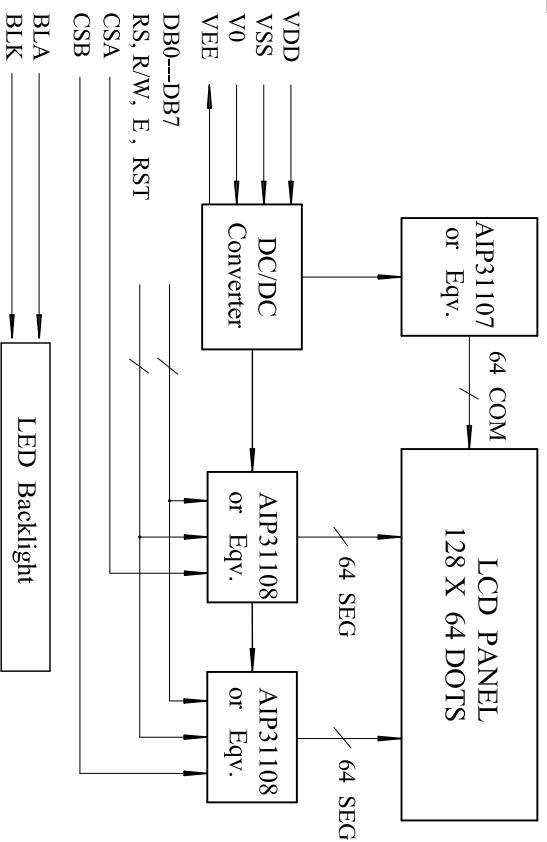 AIP31107
or Eqv.
64 COM
LCD PANEL
128 X 64 DOTS
VDD
VSS
V0
VEE
DC/DC
Converter
AIP31108
or Eqv.
64 SEG
AIP31108
or Eqv.
64 SEG
DB0---DB7
RS, R/W, E , RST
CSA
CSB
BLA
BLK
LED Backlight